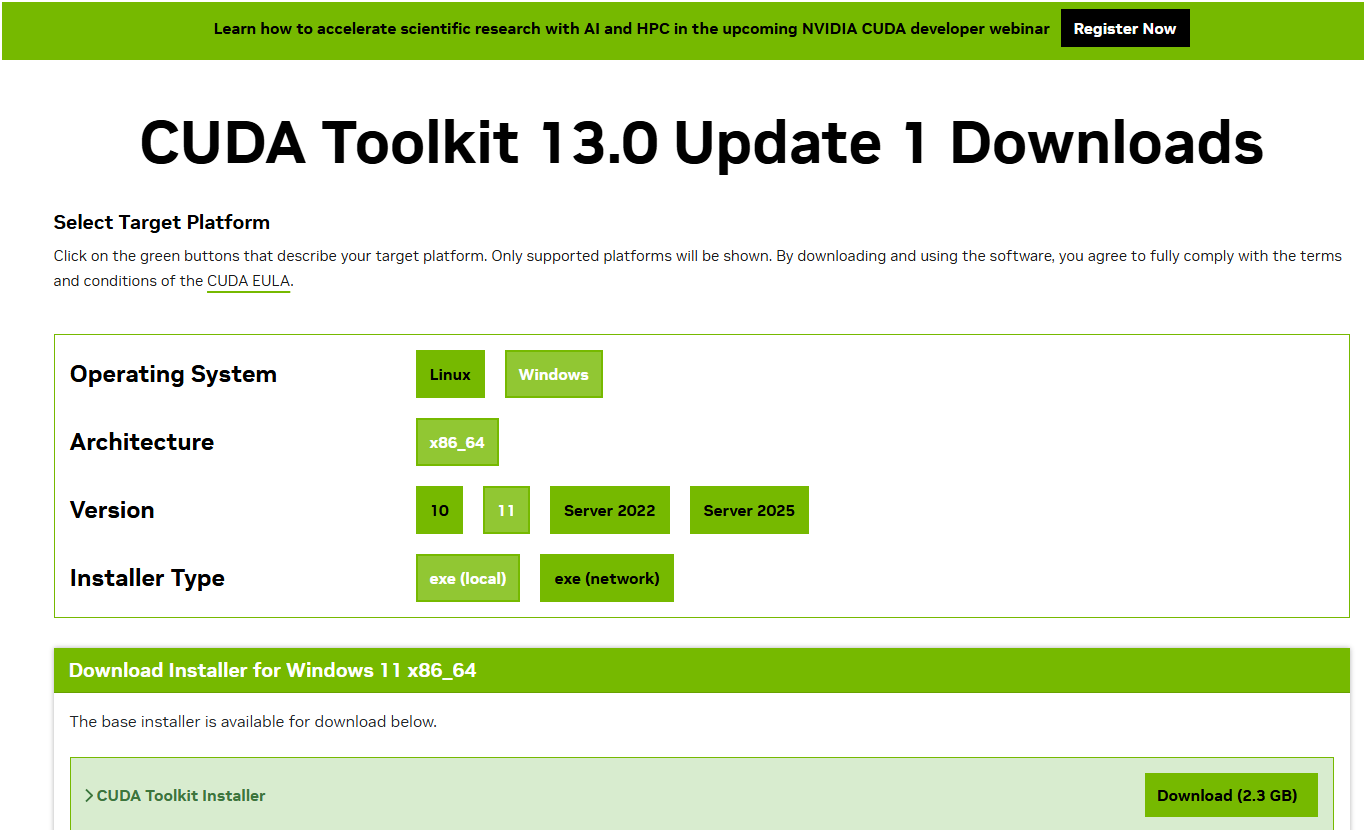 Learn how to accelerate scientific research with AI and HPC in the upcoming NVIDIA CUDA developer webinar Register Now
CUDA Toolkit 13.0 Update 1 Downloads
Select Target Platform
Click on the green buttons that describe your target platform. Only supported platforms will be shown. By downloading and using the software, you agree to fully comply with the terms
and conditions of the CUDA EULA.
Operating System Linux Windows
Architecture x86_64
Version 10 11 Server 2022 Server 2025
Installer Type exe (local) exe (network)
Download Installer for Windows 11 x86_64
The base installer is available for download below.
CUDA Toolkit Installer Download (2.3 GB)